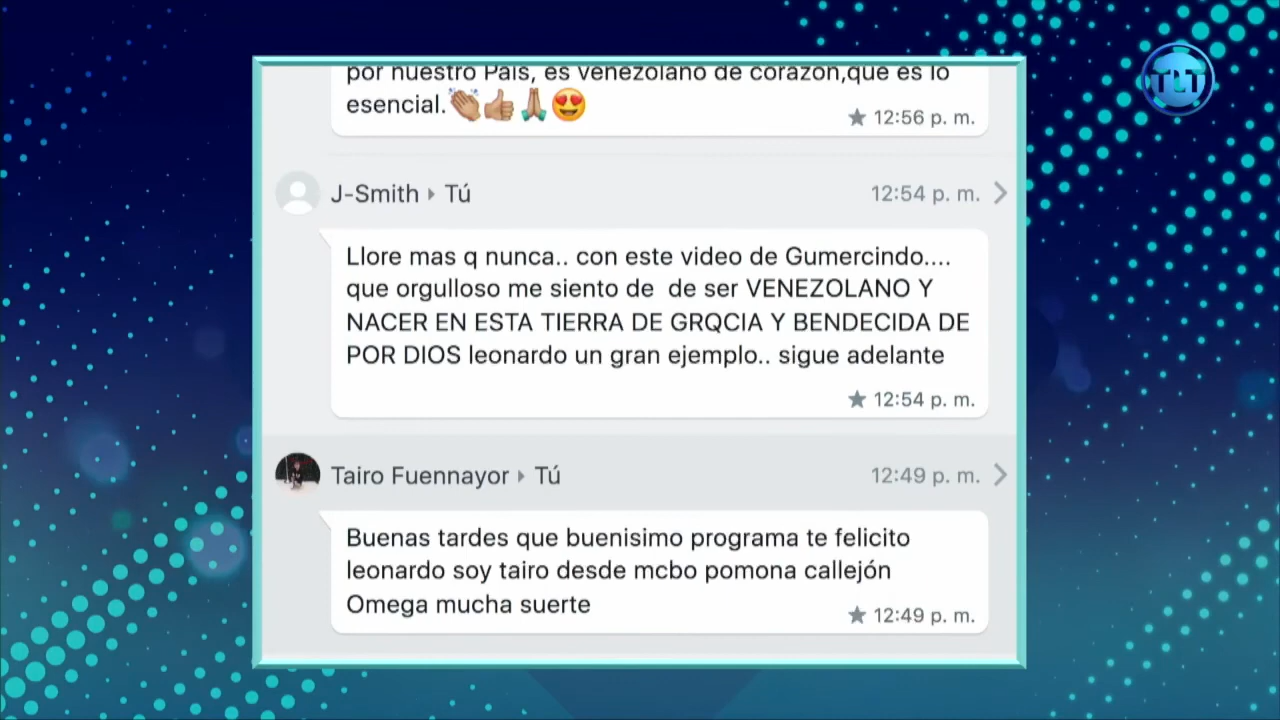 por nuestro País, es venezolano de corazón,que es lo
esencial.👏🏽👍🏽🙏🏽😍
★ 12:56 p. m.
TLT
J-Smith ▸ Tú
12:54 p. m.
Llore mas q nunca.. con este video de Gumercindo....
que orgulloso me siento de  de ser VENEZOLANO Y
NACER EN ESTA TIERRA DE GRQCIA Y BENDECIDA DE
POR DIOS leonardo un gran ejemplo.. sigue adelante
★ 12:54 p. m.
Tairo Fuennayor ▸ Tú
12:49 p. m.
Buenas tardes que buenisimo programa te felicito
leonardo soy tairo desde mcbo pomona callejón
Omega mucha suerte
★ 12:49 p. m.